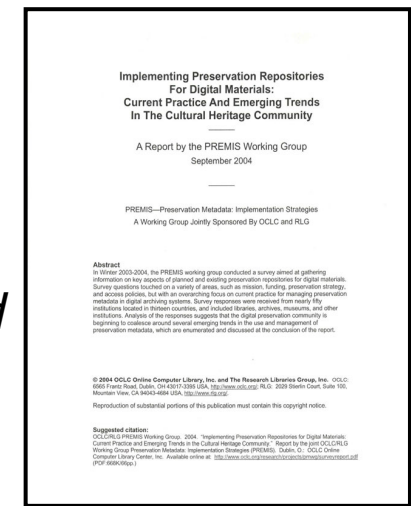 Implementing Preservation Repositories
For Digital Materials:
Current Practice And Emerging Trends
In The Cultural Heritage Community
A Report by the PREMIS Working Group
September 2004
PREMIS—Preservation Metadata: Implementation Strategies
A Working Group Jointly Sponsored By OCLC and RLG
Abstract
In Winter 2003-2004, the PREMIS working group conducted a survey aimed at gathering
information on key aspects of planned and existing preservation repositories for digital materials.
Survey questions touched on a variety of areas, such as mission, funding, preservation strategy,
and access policies, but with an overarching focus on current practice for managing preservation
metadata in digital archiving systems. Survey responses were received from nearly fifty
institutions located in thirteen countries, and included libraries, archives, museums, and other
institutions. Analysis of the responses suggests that the digital preservation community is
beginning to coalesce around several emerging trends in the use and management of
preservation metadata, which are enumerated and discussed at the conclusion of the report.
© 2004 OCLC Online Computer Library, Inc. and The Research Libraries Group, Inc. OCLC:
6565 Frantz Road, Dublin, OH 43017-3395 USA, http://www.oclc.org/; RLG: 2029 Stierlin Court, Suite 100,
Mountain View, CA 94043-4684 USA, http://www.rlg.org/.
Reproduction of substantial portions of this publication must contain this copyright notice.
Suggested citation:
OCLC/RLG PREMIS Working Group. 2004. "Implementing Preservation Repositories for Digital Materials:
Current Practice and Emerging Trends in the Cultural Heritage Community." Report by the joint OCLC/RLG
Working Group Preservation Metadata: Implementation Strategies (PREMIS). Dublin, O.: OCLC Online
Computer Library Center, Inc. Available online at: http://www.oclc.org/research/projects/pmwg/surveyreport.pdf
(PDF:668K/66pp.)